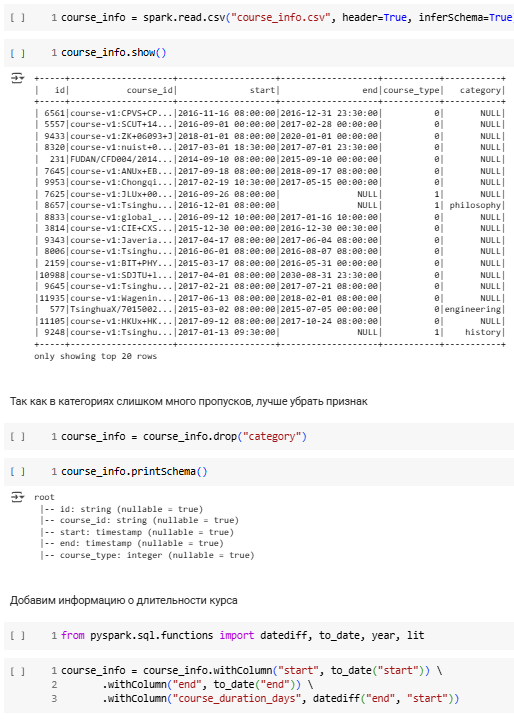 [ ] 1 course_info = spark.read.csv("course_info.csv", header=True, inferSchema=True
[ ] 1 course_info.show()
+-----+--------------------+-------------------+-------------------+-----------+-----------+
|   id|           course_id|              start|                end|course_type|   category|
+-----+--------------------+-------------------+-------------------+-----------+-----------+
| 6561|course-v1:CPVS+CP...|2016-11-16 08:00:00|2016-12-31 23:30:00|          0|       NULL|
| 5557|course-v1:SCUT+14...|2016-09-01 00:00:00|2017-02-28 00:00:00|          0|       NULL|
| 9433|course-v1:ZK+06093+J|2018-01-01 08:00:00|2020-01-01 00:00:00|          0|       NULL|
| 8320|course-v1:nuist+0...|2017-03-01 18:30:00|2017-07-01 23:30:00|          0|       NULL|
|  231|FUDAN/CFD004/2014...|2014-09-10 08:00:00|2015-09-10 00:00:00|          0|       NULL|
| 7645|course-v1:ANUx+EB...|2017-09-18 08:00:00|2018-09-17 08:00:00|          0|       NULL|
| 9953|course-v1:Chongqi...|2017-02-19 10:30:00|2017-05-15 00:00:00|          0|       NULL|
| 7625|course-v1:JLUx+00...|2016-09-26 08:00:00|               NULL|          1|       NULL|
| 8657|course-v1:Tsinghu...|2016-12-01 08:00:00|               NULL|          1| philosophy|
| 8833|course-v1:global_...|2016-09-12 10:00:00|2017-01-16 10:00:00|          0|       NULL|
| 3814|course-v1:CIE+CXS...|2015-12-30 00:00:00|2016-12-30 00:30:00|          0|       NULL|
| 9343|course-v1:Javeria...|2017-04-17 08:00:00|2017-06-04 08:00:00|          0|       NULL|
| 8006|course-v1:Tsinghu...|2016-06-01 08:00:00|2016-08-07 08:00:00|          0|       NULL|
| 2159|course-v1:BIT+PHY...|2015-03-17 08:00:00|2016-05-31 00:00:00|          0|       NULL|
|10988|course-v1:SDJTU+l...|2017-04-01 08:00:00|2030-08-31 23:30:00|          0|       NULL|
| 9645|course-v1:Tsinghu...|2017-02-21 08:00:00|2017-07-21 08:00:00|          0|       NULL|
|11935|course-v1:Wagenin...|2017-06-13 08:00:00|2018-02-01 08:00:00|          0|       NULL|
|  577|TsinghuaX/7015002...|2015-03-02 08:00:00|2015-07-05 00:00:00|          0|engineering|
|11105|course-v1:HKUx+HK...|2017-09-12 08:00:00|2017-10-24 08:00:00|          0|       NULL|
| 9248|course-v1:Tsinghu...|2017-01-13 09:30:00|               NULL|          1|    history|
+-----+--------------------+-------------------+-------------------+-----------+-----------+
only showing top 20 rows
Так как в категориях слишком много пропусков, лучше убрать признак
[ ] 1 course_info = course_info.drop("category")
[ ] 1 course_info.printSchema()
root
|-- id: string (nullable = true)
|-- course_id: string (nullable = true)
|-- start: timestamp (nullable = true)
|-- end: timestamp (nullable = true)
|-- course_type: integer (nullable = true)
Добавим информацию о длительности курса
[ ] 1 from pyspark.sql.functions import datediff, to_date, year, lit
[ ] 1 course_info = course_info.withColumn("start", to_date("start")) \
2 .withColumn("end", to_date("end")) \
3 .withColumn("course_duration_days", datediff("end", "start"))